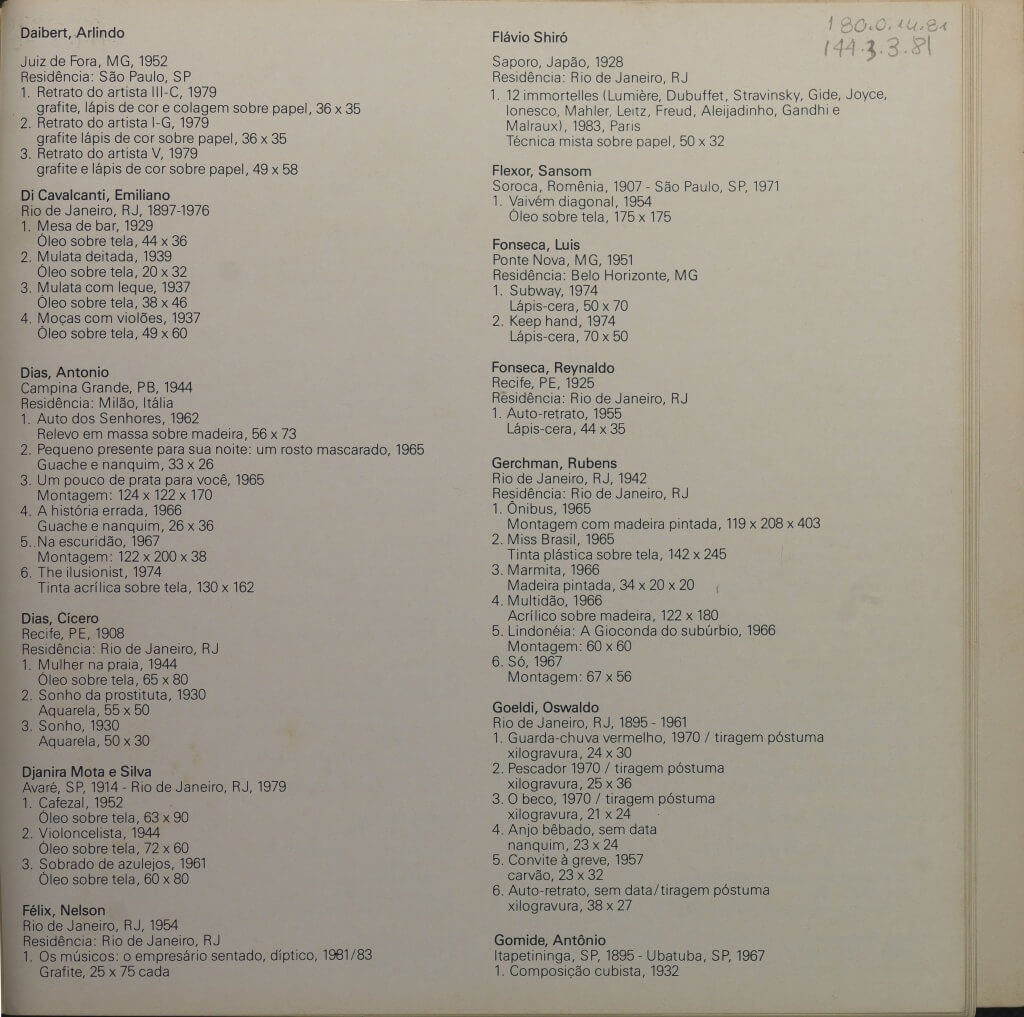 180.0.14.81
144.3.3.81
Daibert, Arlindo
Juiz de Fora, MG, 1952
Residência: São Paulo, SP
1. Retrato do artista III-C, 1979
grafite, lápis de cor e colagem sobre papel, 36 x 35
2. Retrato do artista I-G, 1979
grafite lápis de cor sobre papel, 36 x 35
3. Retrato do artista V, 1979
grafite e lápis de cor sobre papel, 49 x 58
Di Cavalcanti, Emiliano
Rio de Janeiro, RJ, 1897-1976
1. Mesa de bar, 1929
Óleo sobre tela, 44 x 36
2. Mulata deitada, 1939
Óleo sobre tela, 20 x 32
3. Mulata com leque, 1937
Óleo sobre tela, 38 x 46
4. Moças com violões, 1937
Óleo sobre tela, 49 x 60
Dias, Antonio
Campina Grande, PB, 1944
Residência: Milão, Itália
1. Auto dos Senhores, 1962
Relevo em massa sobre madeira, 56 x 73
2. Pequeno presente para sua noite: um rosto mascarado, 1965
Guache e nanquim, 33 x 26
3. Um pouco de prata para você, 1965
Montagem: 124 x 122 x 170
4. A história errada, 1966
Guache e nanquim, 26 x 36
5. Na escuridão, 1967
Montagem: 122 x 200 x 38
6. The ilusionist, 1974
Tinta acrílica sobre tela, 130 x 162
Dias, Cícero
Recife, PE, 1908
Residência: Rio de Janeiro, RJ
1. Mulher na praia, 1944
Óleo sobre tela, 65 x 80
2. Sonho da prostituta, 1930
Aquarela, 55 x 50
3. Sonho, 1930
Aquarela, 50 x 30
Djanira Mota e Silva
Avaré, SP, 1914 - Rio de Janeiro, RJ, 1979
1. Cafezal, 1952
Óleo sobre tela, 63 x 90
2. Violoncelista, 1944
Óleo sobre tela, 72 x 60
3. Sobrado de azulejos, 1961
Óleo sobre tela, 60 x 80
Félix, Nelson
Rio de Janeiro, RJ, 1954
Residência: Rio de Janeiro, RJ
1. Os músicos: o empresário sentado, díptico, 1981/83
Grafite, 25 x 75 cada
Flávio Shiró
Saporo, Japão, 1928
Residência: Rio de Janeiro, RJ
1. 12 immortelles (Lumière, Dubuffet, Stravinsky, Gide, Joyce,
Ionesco, Mahler, Leitz, Freud, Aleijadinho, Gandhi e
Malraux), 1983, Paris
Técnica mista sobre papel, 50 x 32
Flexor, Sansom
Soroca, Romênia, 1907 - São Paulo, SP, 1971
1. Vaivém diagonal, 1954
Óleo sobre tela, 175 x 175
Fonseca, Luis
Ponte Nova, MG, 1951
Residência: Belo Horizonte, MG
1. Subway, 1974
Lápis-cera, 50 x 70
2. Keep hand, 1974
Lápis-cera, 70 x 50
Fonseca, Reynaldo
Recife, PE, 1925
Residência: Rio de Janeiro, RJ
1. Auto-retrato, 1955
Lápis-cera, 44 x 35
Gerchman, Rubens
Rio de Janeiro, RJ, 1942
Residência: Rio de Janeiro, RJ
1. Ônibus, 1965
Montagem com madeira pintada, 119 x 208 x 403
2. Miss Brasil, 1965
Tinta plástica sobre tela, 142 x 245
3. Marmita, 1966
Madeira pintada, 34 x 20 x 20
4. Multidão, 1966
Acrílico sobre madeira, 122 x 180
5. Lindonéia: A Gioconda do subúrbio, 1966
Montagem: 60 x 60
6. Só, 1967
Montagem: 67 x 56
Goeldi, Oswaldo
Rio de Janeiro, RJ, 1895 - 1961
1. Guarda-chuva vermelho, 1970 / tiragem póstuma
xilogravura, 24 x 30
2. Pescador 1970 / tiragem póstuma
xilogravura, 25 x 36
3. O beco, 1970 / tiragem póstuma
xilogravura, 21 x 24
4. Anjo bêbado, sem data
nanquim, 23 x 24
5. Convite à greve, 1957
carvão, 23 x 32
6. Auto-retrato, sem data/tiragem póstuma
xilogravura, 38 x 27
Gomide, Antônio
Itapetininga, SP, 1895 - Ubatuba, SP, 1967
1. Composição cubista, 1932